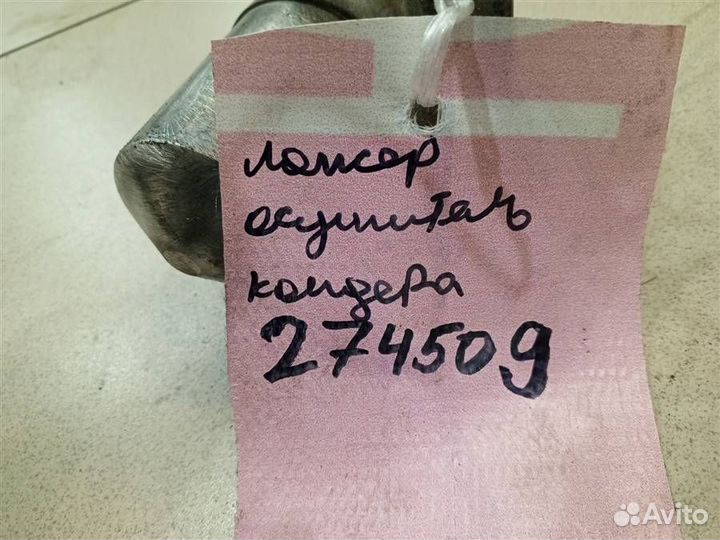 лансер
осушитель
кондера
274509
Avito